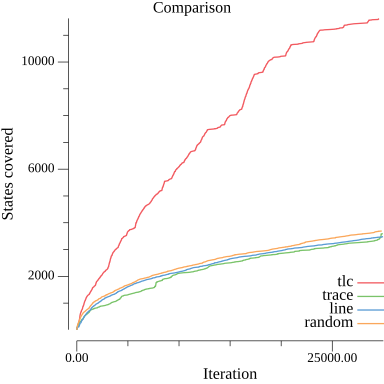 Comparison
States covered
10000
6000
2000
tlc
trace
line
random
0.00
25000.00
Iteration